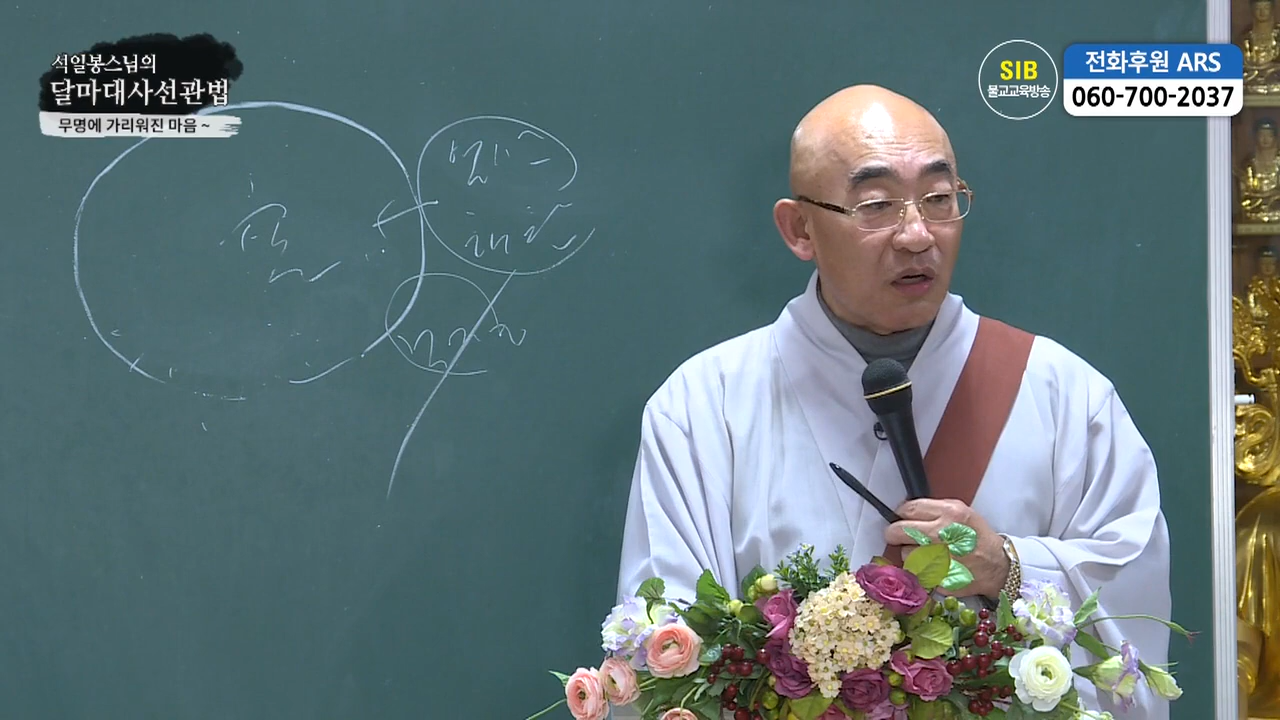 석일봉스님의
달마대사선관법
무명에 가리워진 마음 ~
SIB
불교교육방송
전화후원 ARS
060-700-2037